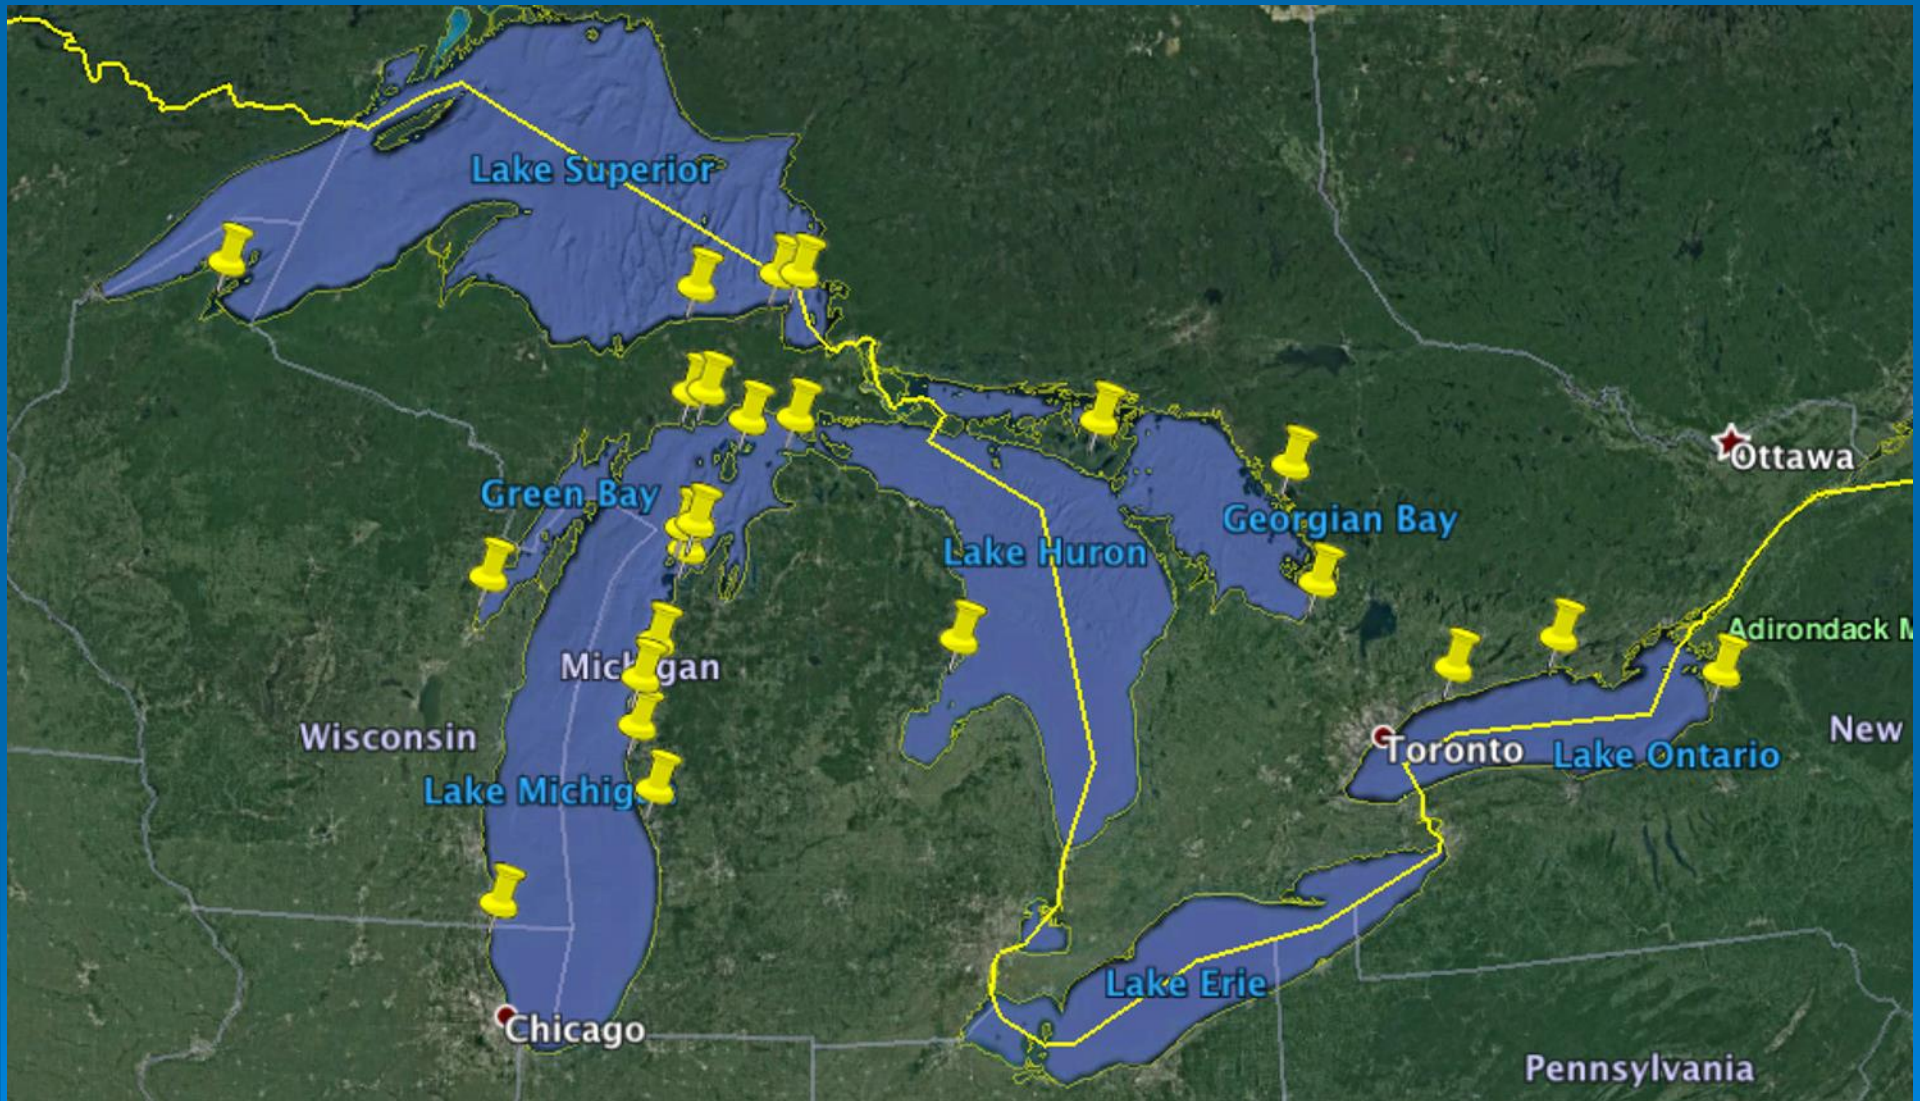 Lake Superior
Ottawa
Green Bay
Georgian Bay
Lake Huron
Adirondack M
Michigan
Wisconsin
New
Toronto
Lake Ontario
Lake Michig
Lake Erie
Chicago
Pennsylvania